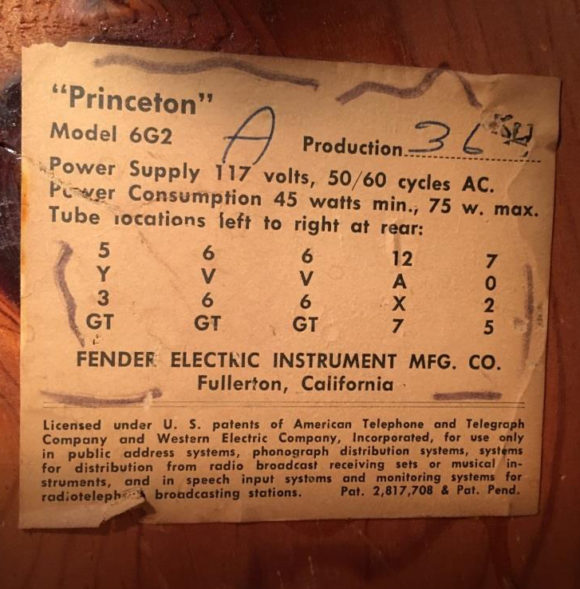 "Princeton"
Model 6G2 A Production 36
Power Supply 117 volts, 50/60 cycles AC.
Power Consumption 45 watts min., 75 w. max.
Tube locations left to right at rear:
5 6 6 12 7
Y V V A 0
3 6 6 X 2
GT GT GT 7 5
FENDER ELECTRIC INSTRUMENT MFG. CO.
Fullerton, California
Licensed under U. S. patents of American Telephone and Telegraph
Company and Western Electric Company, Incorporated, for use only
in public address systems, phonograph distribution systems, systems
for distribution from radio broadcast receiving sets or musical in-
struments, and in speech input systems and monitoring systems for
broadcasting stations. Pat. 2,817,708 & Pat. Pend.